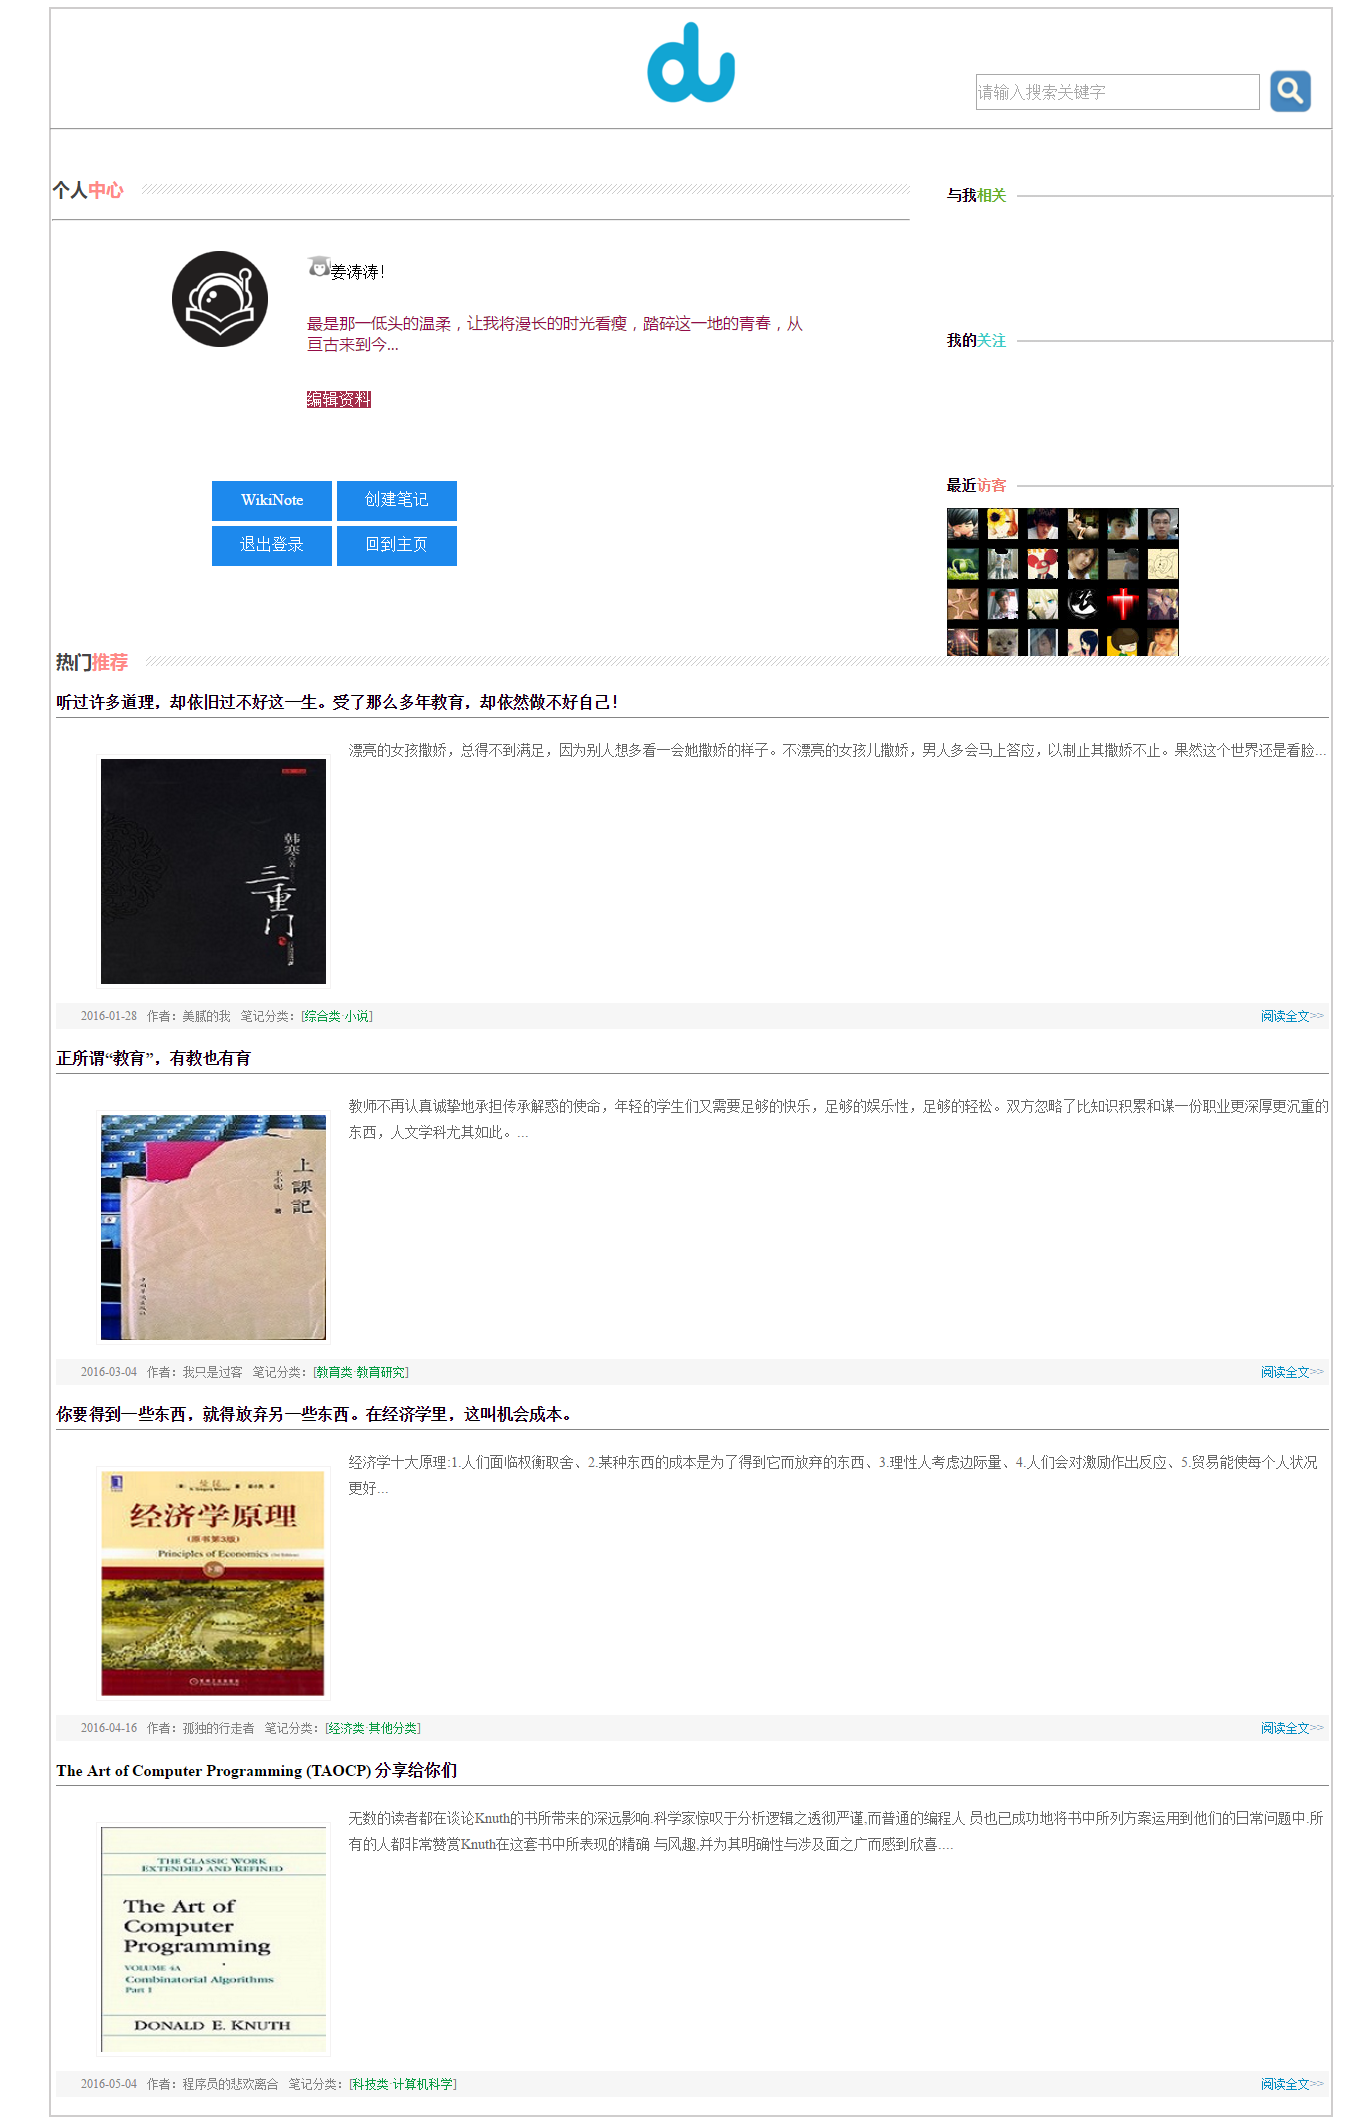 请输入搜索关键字
个人中心
姜涛涛!
最是那一低头的温柔，让我将漫长的时光看瘦，踏碎这一地的青春，从
亘古来到今...
编辑资料
WikiNote
创建笔记
退出登录
回到主页
与我相关
我的关注
最近访客
热门推荐
听过许多道理，却依旧过不好这一生。受了那么多年教育，却依然做不好自己！
漂亮的女孩撒娇，总得不到满足，因为别人想多看一会她撒娇的样子。不漂亮的女孩儿撒娇，男人多会马上答应，以制止其撒娇不止。果然这个世界还是看脸...
韩寒
三重门
2016-01-28 作者：美腻的我 笔记分类：[综合类·小说]
阅读全文>>
正所谓“教育”，有教也有育
教师不再认真诚挚地承担传承解惑的使命，年轻的学生们又需要足够的快乐，足够的娱乐性，足够的轻松。双方忽略了比知识积累和谋一份职业更深厚更沉重的
东西，人文学科尤其如此。...
上課記
王小妮 著
2016-03-04 作者：我只是过客 笔记分类：[教育类·教育研究]
阅读全文>>
你要得到一些东西，就得放弃另一些东西。在经济学里，这叫机会成本。
经济学十大原理:1.人们面临权衡取舍、2.某种东西的成本是为了得到它而放弃的东西、3.理性人考虑边际量、4.人们会对激励作出反应、5.贸易能使每个人状况
更好...
经济学原理
(原书第3版)
Principles of Economics
2016-04-16 作者：孤独的行走者 笔记分类：[经济类·其他分类]
阅读全文>>
The Art of Computer Programming (TAOCP) 分享给你们
无数的读者都在谈论Knuth的书所带来的深远影响.科学家惊叹于分析逻辑之透彻严谨,而普通的编程人 员也已成功地将书中所列方案运用到他们的日常问题中.所
有的人都非常赞赏Knuth在这套书中所表现的精确 与风趣,并为其明确性与涉及面之广而感到欣喜....
THE CLASSIC WORK
EXTENDED AND REFINED
The Art of
Computer
Programming
VOLUME 4A
Combinatorial Algorithms
Part 1
DONALD E. KNUTH
2016-05-04 作者：程序员的悲欢离合 笔记分类：[科技类·计算机科学]
阅读全文>>